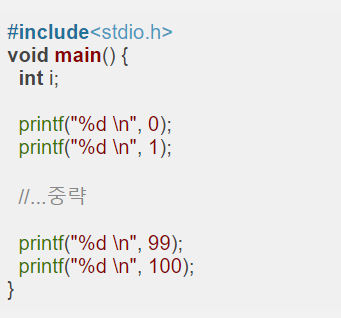 #include<stdio.h>
void main() {
int i;
printf("%d \n", 0);
printf("%d \n", 1);
//...중략
printf("%d \n", 99);
printf("%d \n", 100);
}